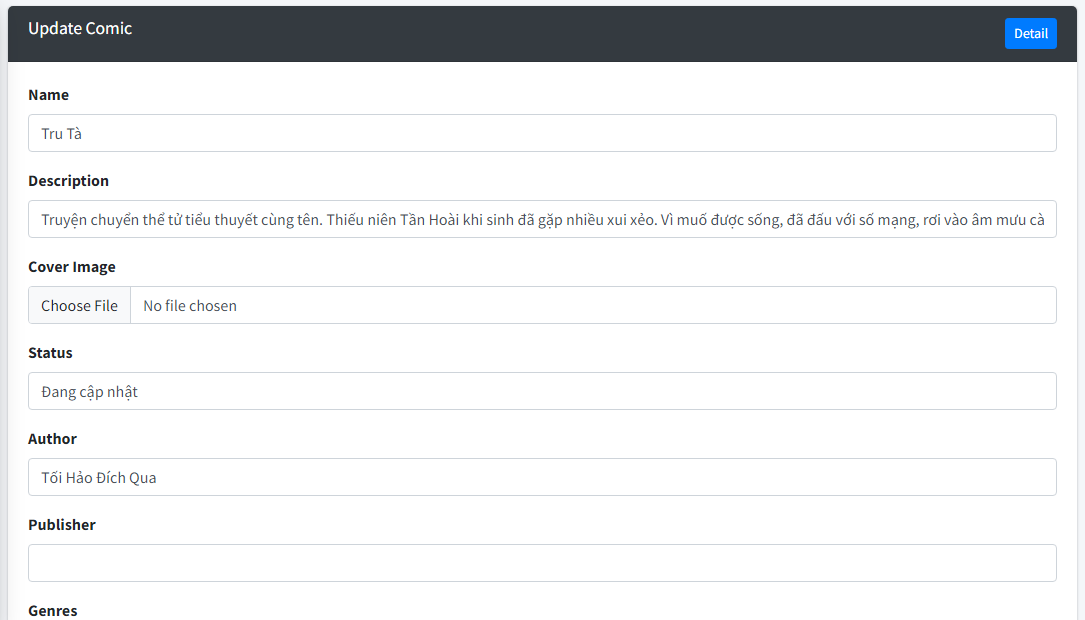 Update Comic
Detail
Name
Tru Tà
Description
Truyện chuyển thể tử tiểu thuyết cùng tên. Thiếu niên Tần Hoài khi sinh đã gặp nhiều xui xẻo. Vì muố được sống, đã đấu với số mạng, rơi vào âm mưu cà
Cover Image
Choose File No file chosen
Status
Đang cập nhật
Author
Tối Hảo Đích Qua
Publisher
Genres